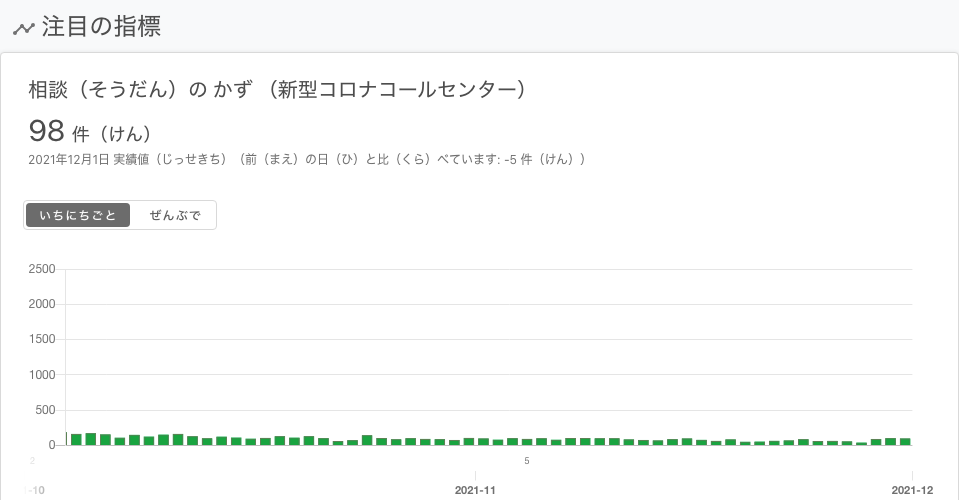 注目の指標
相談（そうだん）の かず （新型コロナコールセンター）
98 件（けん）
2021年12月1日 実績値（じっせきち）（前（まえ）の日（ひ）と比（くら）べています: -5 件（けん））
いちにちごと ぜんぶで
2500
2000
1500
1000
500
0
2 5
-10 2021-11 2021-12